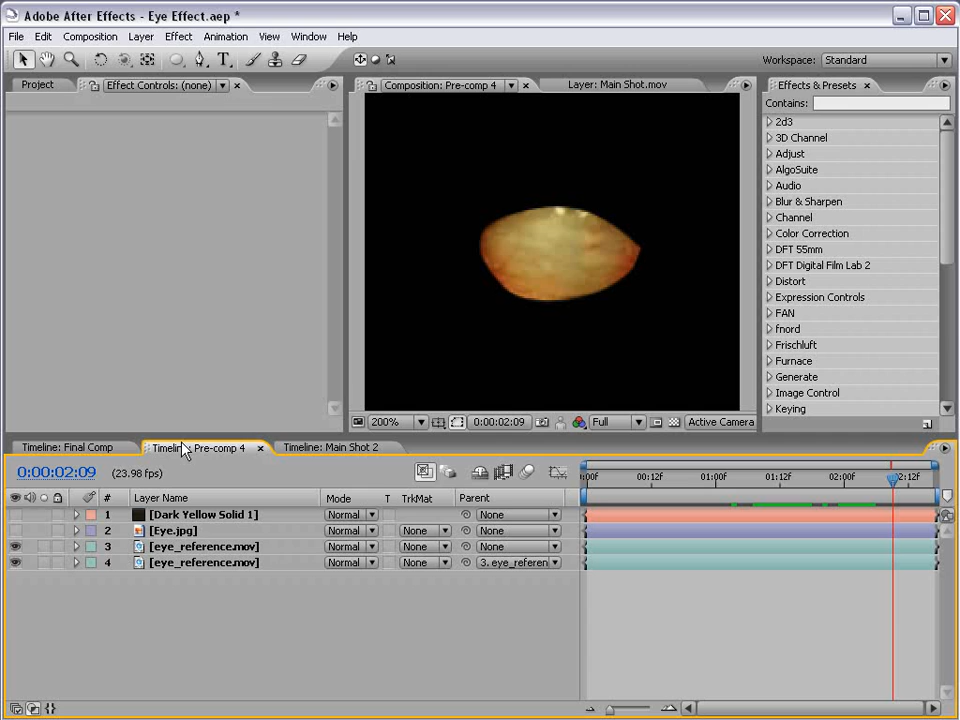 Adobe After Effects - Eye Effect.aep *
File Edit Composition Layer Effect Animation View Window Help
Workspace: Standard
Project Effect Controls: (none) Composition: Pre-comp 4 Layer: Main Shot.mov Effects & Presets
Contains:
2d3
3D Channel
Adjust
AlgoSuite
Audio
Blur & Sharpen
Channel
Color Correction
DFT 55mm
DFT Digital Film Lab 2
Distort
Expression Controls
FAN
fnord
Frischluft
Furnace
Generate
Image Control
Keying
200% 0:00:02:09 Full Active Camera
Timeline: Final Comp Timeline: Pre-comp 4 Timeline: Main Shot 2
0:00:02:09 (23.98 fps)
:00f 00:12f 01:00f 01:12f 02:00f 02:12f
# Layer Name Mode T TrkMat Parent
1 [Dark Yellow Solid 1] Normal None
2 [Eye.jpg] Normal None None
3 [eye_reference.mov] Normal None None
4 [eye_reference.mov] Normal None 3. eye_referen